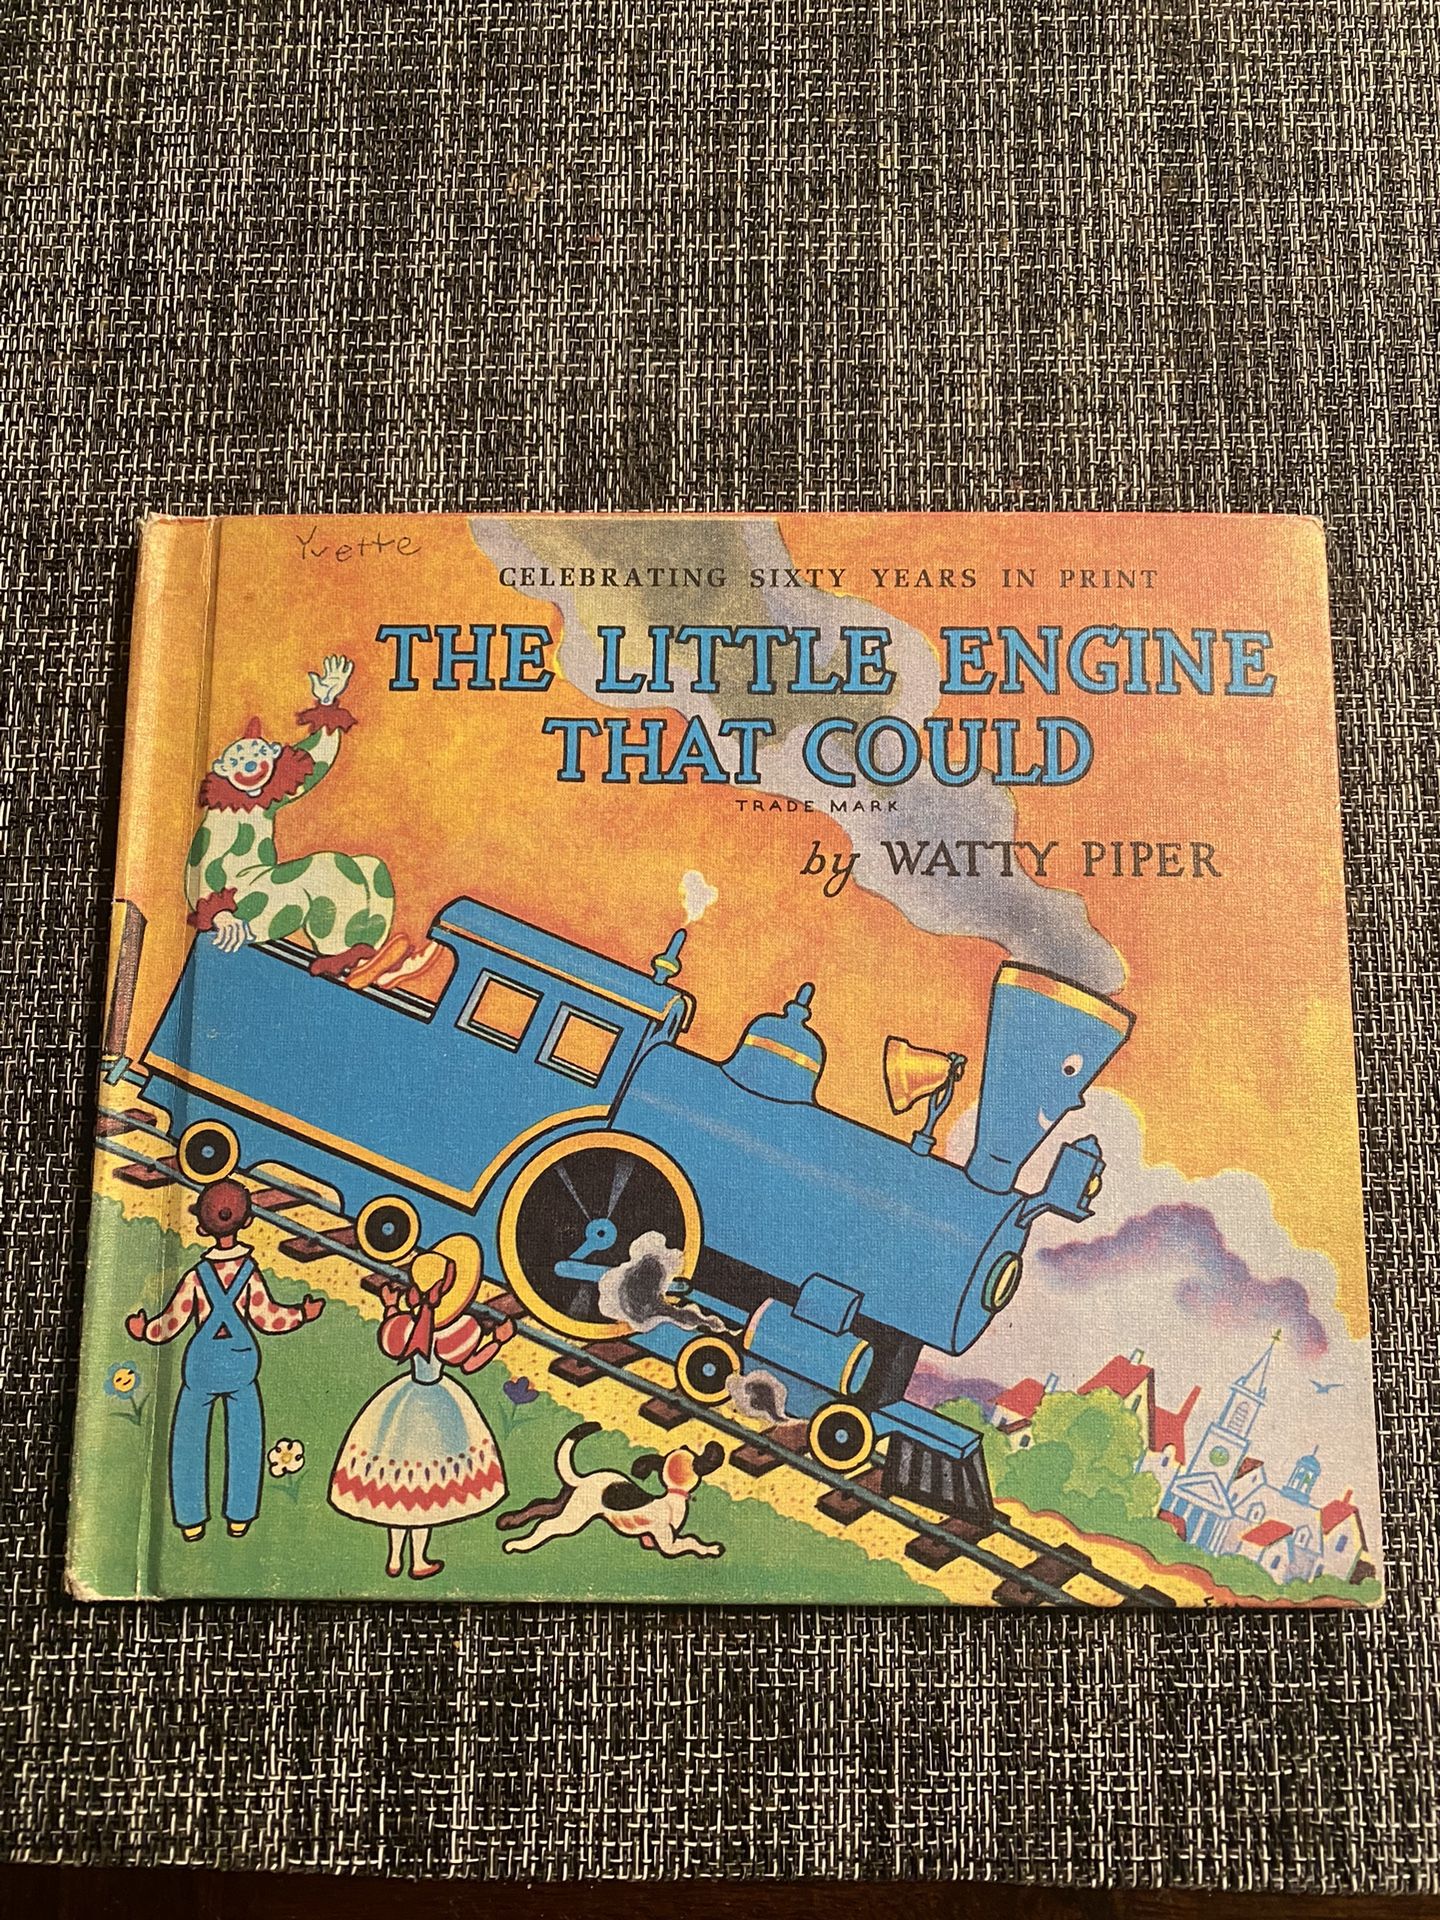 Yvette
CELEBRATING SIXTY YEARS IN PRINT
THE LITTLE ENGINE
THAT COULD
TRADE MARK
by WATTY PIPER